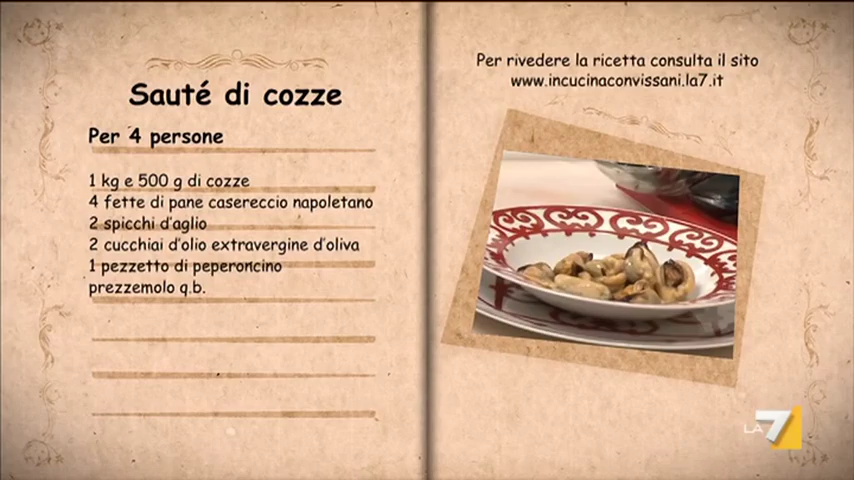 Sauté di cozze
Per 4 persone
1 kg e 500 g di cozze
4 fette di pane casereccio napoletano
2 spicchi d'aglio
2 cucchiai d'olio extravergine d'oliva
1 pezzetto di peperoncino
prezzemolo q.b.
Per rivedere la ricetta consulta il sito
www.incucinaconvissani.la7.it
LA7